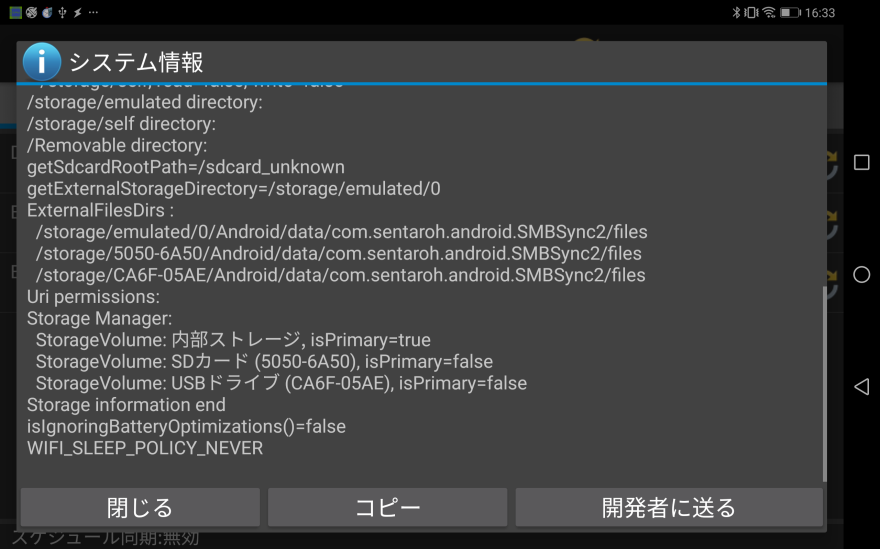 16:33
システム情報
/storage/emulated directory:
/storage/self directory:
/Removable directory:
getSdcardRootPath=/sdcard_unknown
getExternalStorageDirectory=/storage/emulated/0
ExternalFilesDirs :
/storage/emulated/0/Android/data/com.sentaroh.android.SMBSync2/files
/storage/5050-6A50/Android/data/com.sentaroh.android.SMBSync2/files
/storage/CA6F-05AE/Android/data/com.sentaroh.android.SMBSync2/files
Uri permissions:
Storage Manager:
StorageVolume: 内部ストレージ, isPrimary=true
StorageVolume: SDカード (5050-6A50), isPrimary=false
StorageVolume: USBドライブ (CA6F-05AE), isPrimary=false
Storage information end
isIgnoringBatteryOptimizations()=false
WIFI_SLEEP_POLICY_NEVER
閉じる コピー 開発者に送る
スケジュール同期:無効